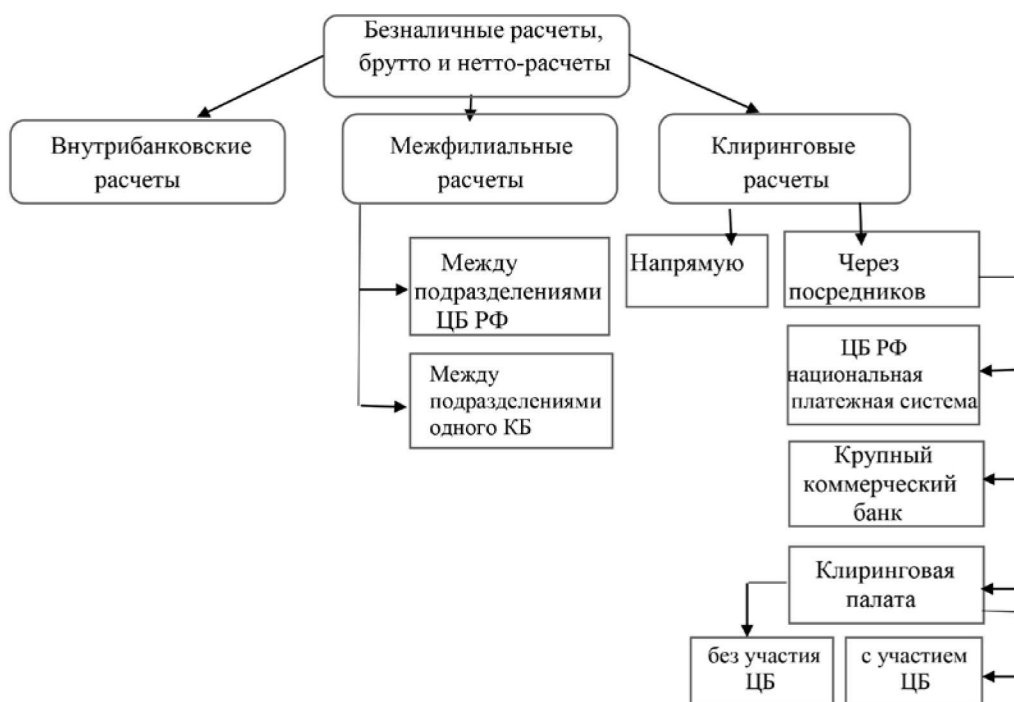 Безналичные расчеты,
брутто и нетто-расчеты
Внутрибанковские
расчеты
Межфилиальные
расчеты
Клиринговые
расчеты
Между
подразделениями
ЦБ РФ
Между
подразделениями
одного КБ
Напрямую
Через
посредников
ЦБ РФ
национальная
платежная система
Крупный
коммерческий
банк
Клиринговая
палата
без участия
ЦБ
с участием
ЦБ